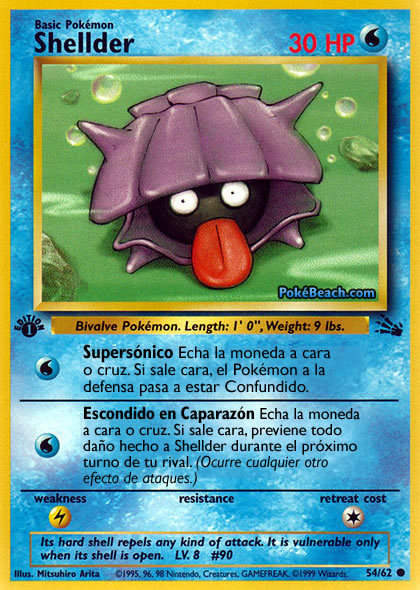 Basic Pokémon
Shellder 30 HP
PokéBeach.com
EDITION
1
Bivalve Pokémon. Length: 1' 0", Weight: 9 lbs.
Supersónico Echa la moneda a cara
o cruz. Si sale cara, el Pokémon a la
defensa pasa a estar Confundido.
Escondido en Caparazón Echa la moneda
a cara o cruz. Si sale cara, previene todo
daño hecho a Shellder durante el próximo
turno de tu rival. (Ocurre cualquier otro
efecto de ataques.)
weakness resistance retreat cost
Its hard shell repels any kind of attack. It is vulnerable only
when its shell is open. LV. 8 #90
Illus. Mitsuhiro Arita ©1995, 96, 98 Nintendo, Creatures, GAMEFREAK. ©1999 Wizards. 54/62